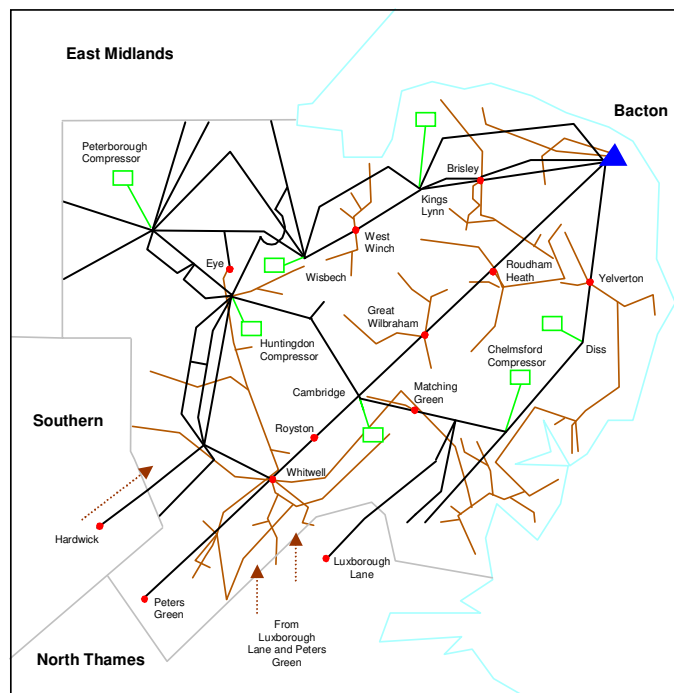 East Midlands
Bacton
Peterborough
Compressor
Brisley
Kings
Lynn
West
Winch
Eye
Wisbech
Roudham
Heath
Yelverton
Great
Wilbraham
Huntingdon
Compressor
Chelmsford
Compressor
Diss
Cambridge
Matching
Green
Southern
Royston
Whitwell
Hardwick
Luxborough
Lane
Peters
Green
From
Luxborough
Lane and Peters
Green
North Thames